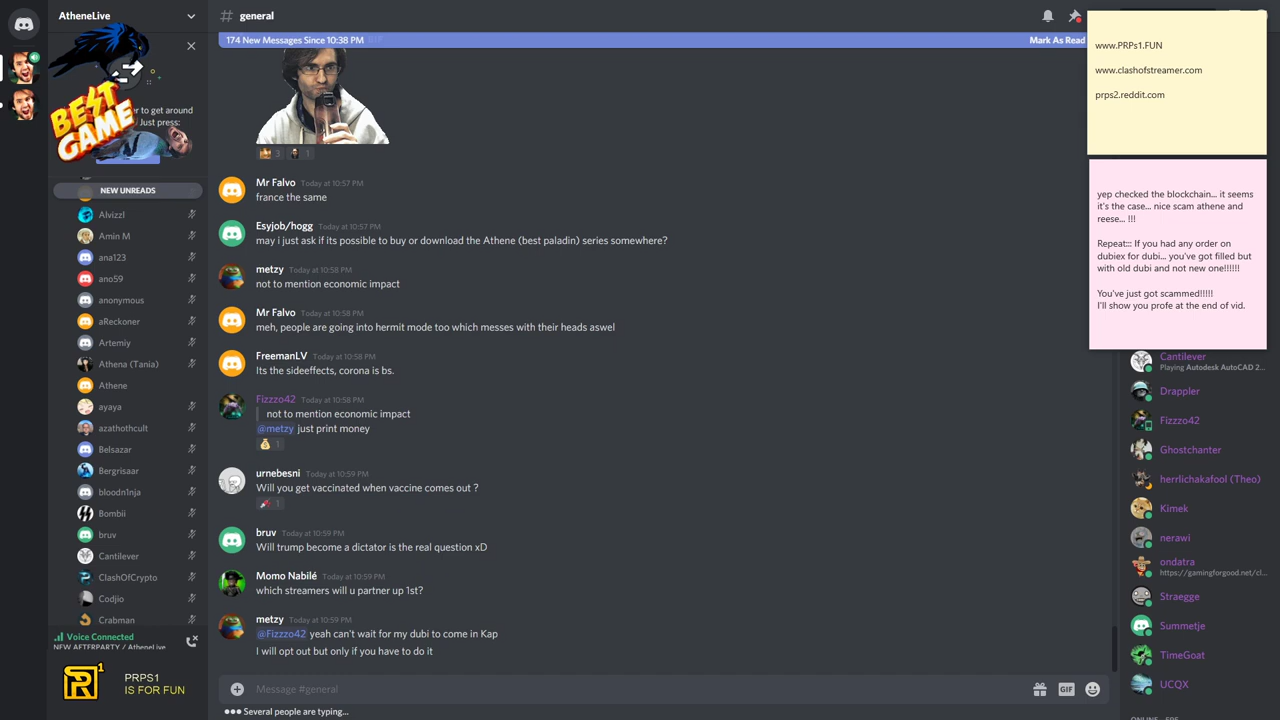 AtheneLive
BEST
GAME
er to get around
Just press:
NEW UNREADS
Alvizzl
Amin M
ana123
ano59
anonymous
aReckoner
Artemiy
Athena (Tania)
Athene
ayaya
azathothcult
Belsazar
Bergrisaar
bloodn1nja
Bombii
bruv
Cantilever
ClashOfCrypto
Codjio
Crabman
Voice Connected
NEW AFTERPARTY / AtheneLive
PRPS1
IS FOR FUN
# general
174 New Messages Since 10:38 PM
Mark As Read
3 1
Mr Falvo Today at 10:57 PM
france the same
Esyjob/hogg Today at 10:57 PM
may i just ask if its possible to buy or download the Athene (best paladin) series somewhere?
metzy Today at 10:58 PM
not to mention economic impact
Mr Falvo Today at 10:58 PM
meh, people are going into hermit mode too which messes with their heads aswel
FreemanLV Today at 10:58 PM
Its the sideeffects, corona is bs.
Fizzzo42 Today at 10:58 PM
not to mention economic impact
@metzy just print money
1
urnebesni Today at 10:59 PM
Will you get vaccinated when vaccine comes out ?
1
bruv Today at 10:59 PM
Will trump become a dictator is the real question xD
Momo Nabilé Today at 10:59 PM
which streamers will u partner up 1st?
metzy Today at 10:59 PM
@Fizzzo42 yeah can't wait for my dubi to come in Kap
I will opt out but only if you have to do it
Message #general
GIF
Several people are typing...
www.PRPs1.FUN
www.clashofstreamer.com
prps2.reddit.com
yep checked the blockchain... it seems
it's the case... nice scam athene and
reese... !!!
Repeat::: If you had any order on
dubiex for dubi... you've got filled but
with old dubi and not new one!!!!!!
You've just got scammed!!!!!
I'll show you profe at the end of vid.
Cantilever
Playing Autodesk AutoCAD 2...
Drappler
Fizzzo42
Ghostchanter
herrlichakafool (Theo)
Kimek
nerawi
ondatra
https://gamingforgood.net/cl...
Straegge
Summetje
TimeGoat
UCQX